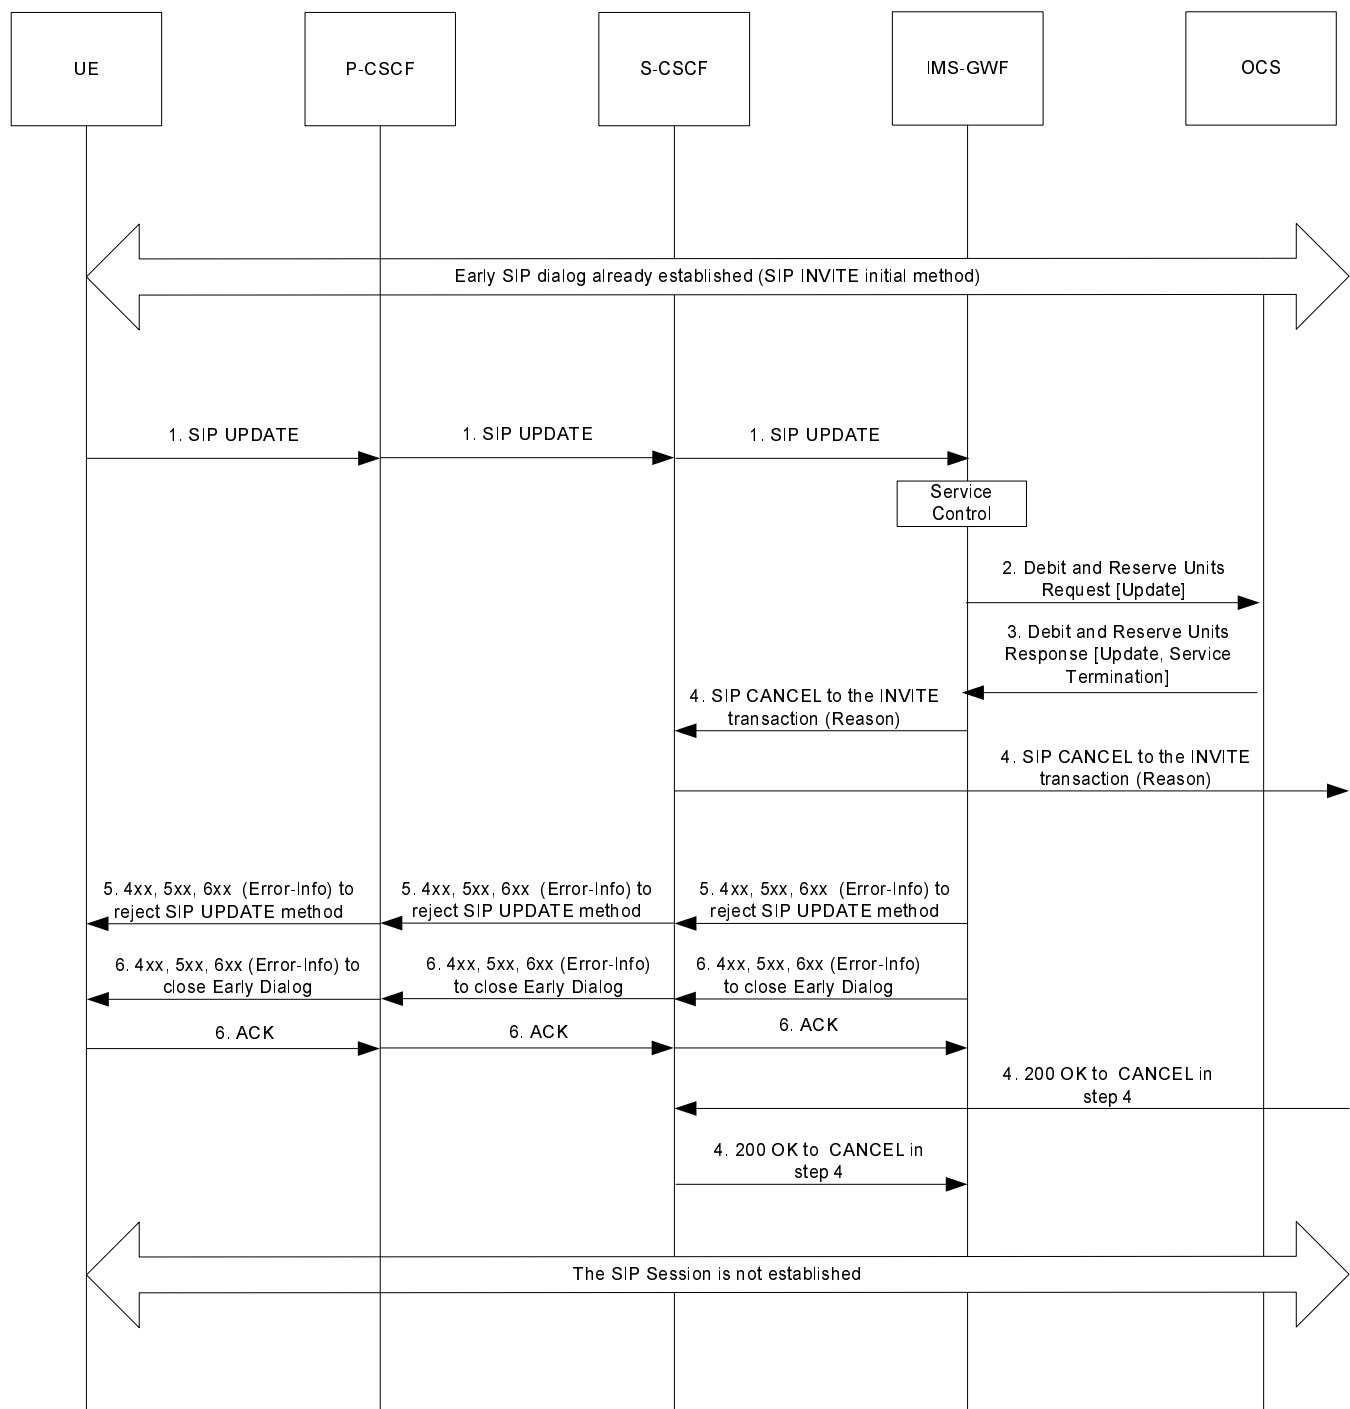 UE
P-CSCF
S-CSCF
IMS-GWF
OCS
Early SIP dialog already established (SIP INVITE initial method)
1. SIP UPDATE
1. SIP UPDATE
1. SIP UPDATE
Service
Control
2. Debit and Reserve Units
Request [Update]
3. Debit and Reserve Units
Response [Update, Service
Termination]
4. SIP CANCEL to the INVITE
transaction (Reason)
4. SIP CANCEL to the INVITE
transaction (Reason)
5. 4xx, 5xx, 6xx (Error-Info) to
reject SIP UPDATE method
5. 4xx, 5xx, 6xx (Error-Info) to
reject SIP UPDATE method
5. 4xx, 5xx, 6xx (Error-Info) to
reject SIP UPDATE method
6. 4xx, 5xx, 6xx (Error-Info) to
close Early Dialog
6. 4xx, 5xx, 6xx (Error-Info)
to close Early Dialog
6. 4xx, 5xx, 6xx (Error-Info)
to close Early Dialog
6. ACK
6. ACK
6. ACK
4. 200 OK to CANCEL in
step 4
4. 200 OK to CANCEL in
step 4
The SIP Session is not established